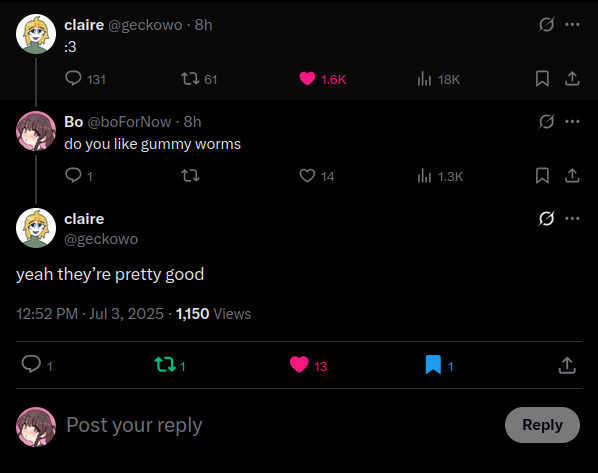 claire @geckowo · 8h
:3
131 61 1.6K 18K
Bo @boForNow · 8h
do you like gummy worms
1 14 1.3K
claire
@geckowo
yeah they’re pretty good
12:52 PM · Jul 3, 2025 · 1,150 Views
1 1 13 1
Post your reply Reply